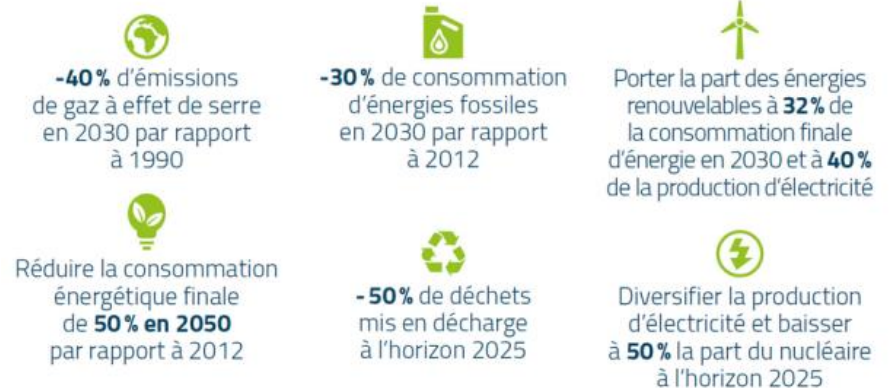 -40% d'émissions
de gaz à effet de serre
en 2030 par rapport
à 1990
-30% de consommation
d'énergies fossiles
en 2030 par rapport
à 2012
Porter la part des énergies
renouvelables à 32% de
la consommation finale
d'énergie en 2030 et à 40%
de la production d'électricité
Réduire la consommation
énergétique finale
de 50% en 2050
par rapport à 2012
-50% de déchets
mis en décharge
à l'horizon 2025
Diversifier la production
d'électricité et baisser
à 50% la part du nucléaire
à l'horizon 2025